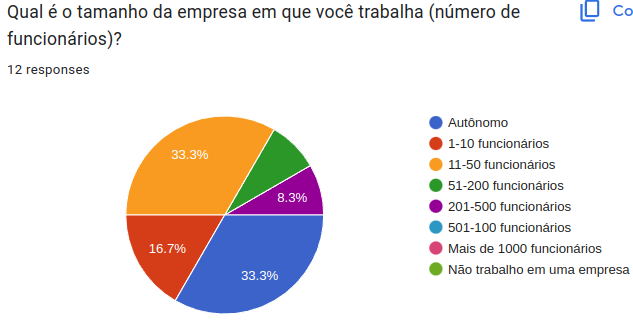 Qual é o tamanho da empresa em que você trabalha (número de
funcionários)?
Co
12 responses
33.3%
8.3%
16.7%
33.3%
Autônomo
1-10 funcionários
11-50 funcionários
51-200 funcionários
201-500 funcionários
501-100 funcionários
Mais de 1000 funcionários
Não trabalho em uma empresa